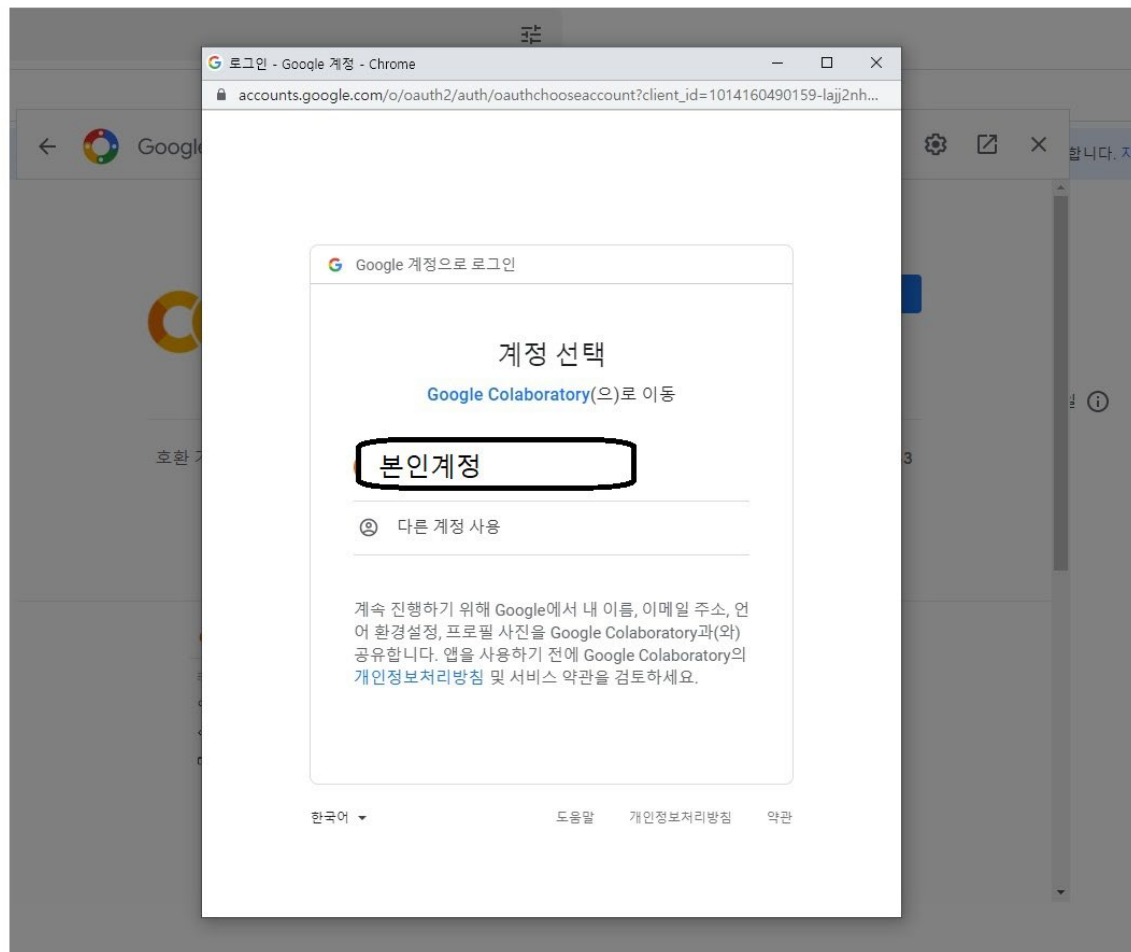 로그인 - Google 계정 - Chrome
accounts.google.com/o/oauth2/auth/oauthchooseaccount?client_id=1014160490159-lajj2nh...
Googl
합니다.
Google 계정으로 로그인
계정 선택
Google Colaboratory(으)로 이동
호환
본인계정
3
다른 계정 사용
계속 진행하기 위해 Google에서 내 이름, 이메일 주소, 언
어 환경설정, 프로필 사진을 Google Colaboratory과(와)
공유합니다. 앱을 사용하기 전에 Google Colaboratory의
개인정보처리방침 및 서비스 약관을 검토하세요.
한국어
도움말 개인정보처리방침 약관